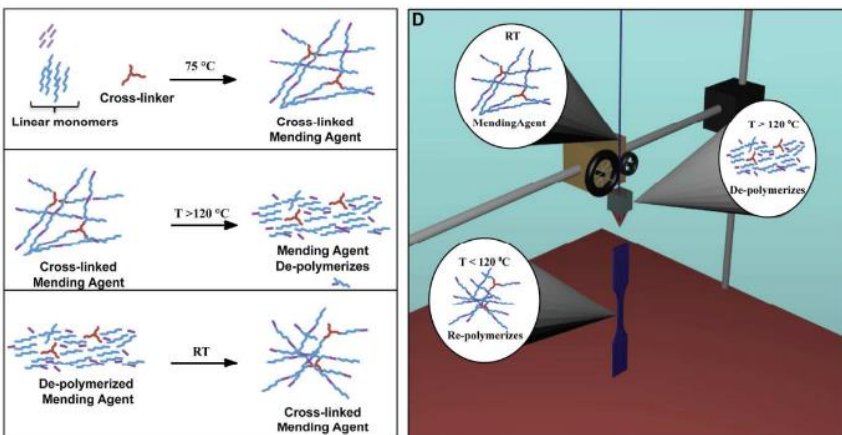 75 °C
Cross-linker
Linear monomers
Cross-linked
Mending Agent
T >120 °C
Cross-linked
Mending Agent
Mending Agent
De-polymerizes
RT
De-polymerized
Mending Agent
Cross-linked
Mending Agent
D
RT
MendingAgent
T > 120 °C
De-polymerizes
T < 120 °C
Re-polymerizes